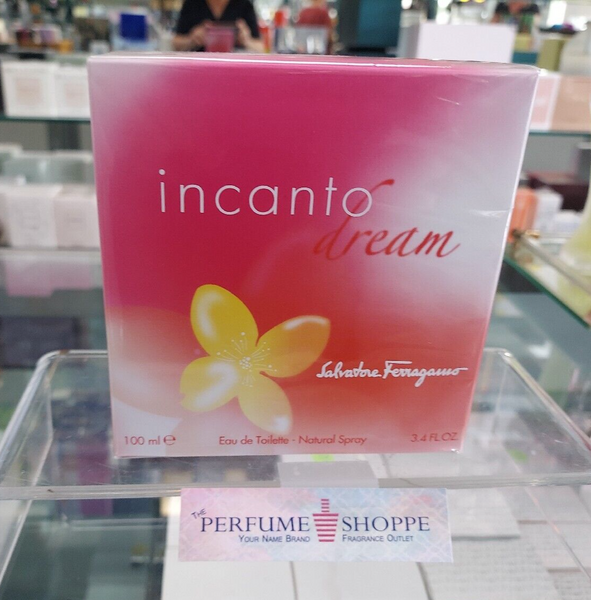 incanto
dream
Salvatore Ferragamo
100 ml ℮ Eau de Toilette - Natural Spray 3.4 FL.OZ.
THE PERFUME SHOPPE
YOUR NAME BRAND FRAGRANCE OUTLET